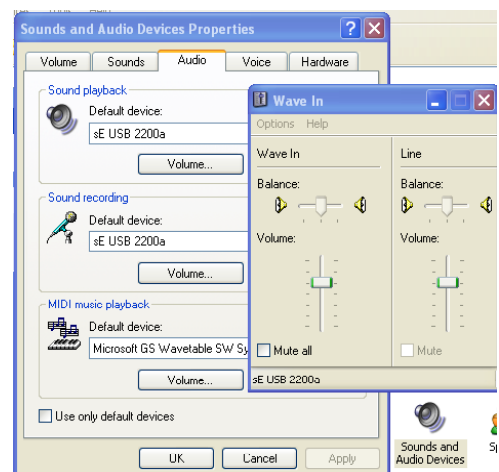 Sounds and Audio Devices Properties
Volume
Sounds
Audio
Voice
Hardware
Sound playback
Default device:
sE USB 2200a
Volume...
Sound recording
Default device:
sE USB 2200a
Volume...
MIDI music playback
Default device:
Microsoft GS Wavetable SW Sy
Volume...
Use only default devices
OK
Cancel
Apply
Wave In
Options Help
Wave In
Line
Balance:
Balance:
Volume:
Volume:
Mute all
Mute
sE USB 2200a
Sounds and
Audio Devices